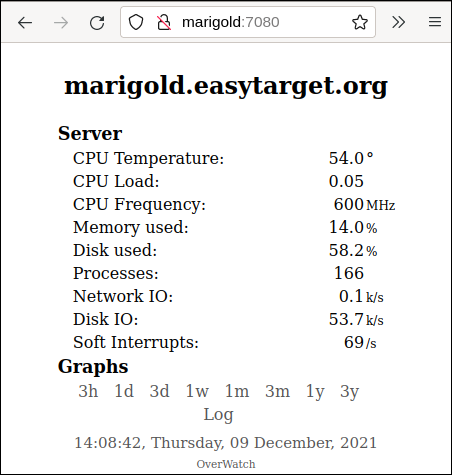 marigold:7080
marigold.easytarget.org
Server
CPU Temperature: 54.0°
CPU Load: 0.05
CPU Frequency: 600 MHz
Memory used: 14.0 %
Disk used: 58.2 %
Processes: 166
Network IO: 0.1 k/s
Disk IO: 53.7 k/s
Soft Interrupts: 69 /s
Graphs
3h 1d 3d 1w 1m 3m 1y 3y
Log
14:08:42, Thursday, 09 December, 2021
OverWatch